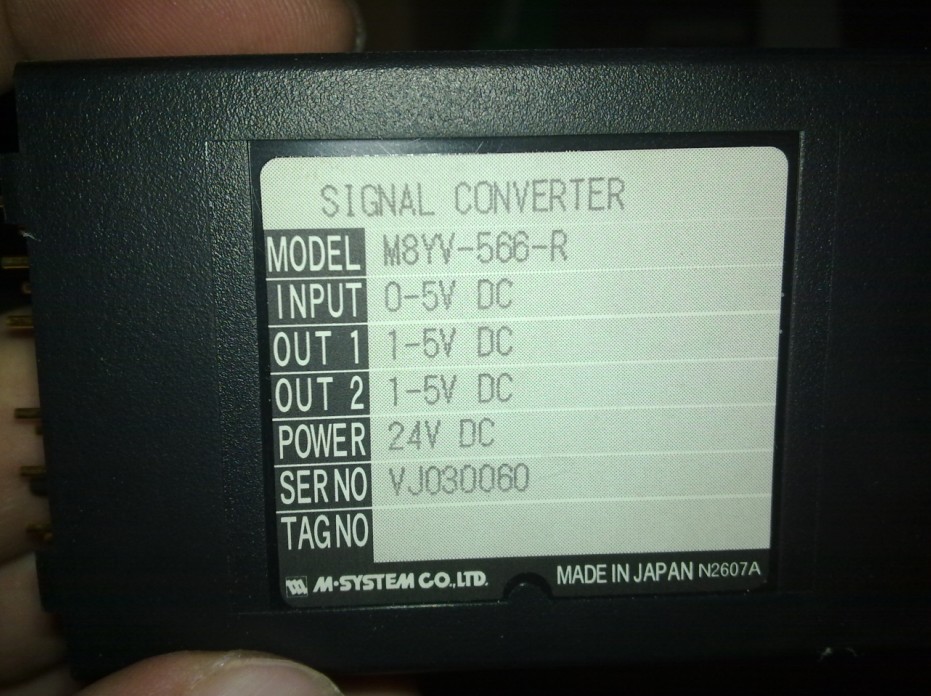 SIGNAL CONVERTER
MODEL M8YV-566-R
INPUT 0-5V DC
OUT 1 1-5V DC
OUT 2 1-5V DC
POWER 24V DC
SER NO VJ030060
TAG NO
M-SYSTEM CO.,LTD. MADE IN JAPAN N2607A